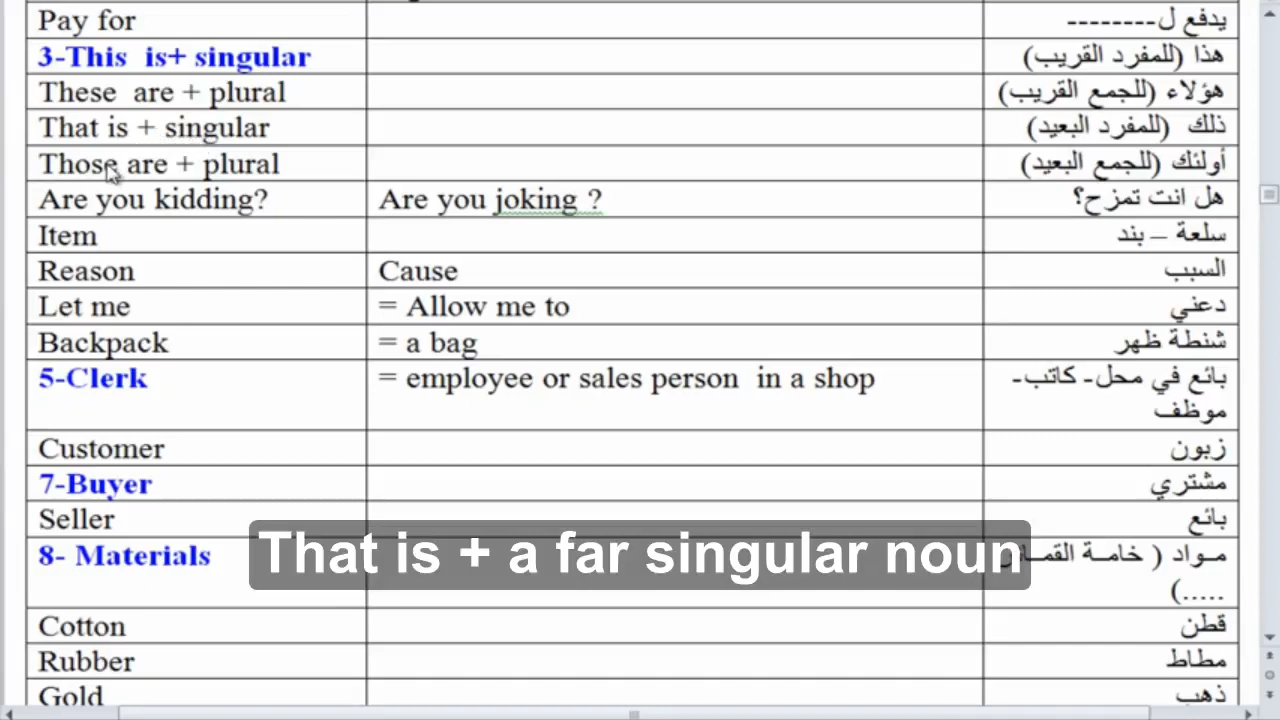 Pay for يدفع ل--------
3-This is+ singular هذا (للمفرد القريب)
These are + plural هؤلاء (للجمع القريب)
That is + singular ذلك (للمفرد البعيد)
Those are + plural أولئك (للجمع البعيد)
Are you kidding? Are you joking ? هل انت تمزح؟
Item سلعة – بند
Reason Cause السبب
Let me = Allow me to دعني
Backpack = a bag شنطة ظهر
5-Clerk = employee or sales person in a shop بائع في محل- كاتب-
موظف
Customer زبون
7-Buyer مشتري
Seller بائع
That is + a far singular noun
8- Materials مـواد ( خامـة
.....)
Cotton قطن
Rubber مطاط
Gold ذهب